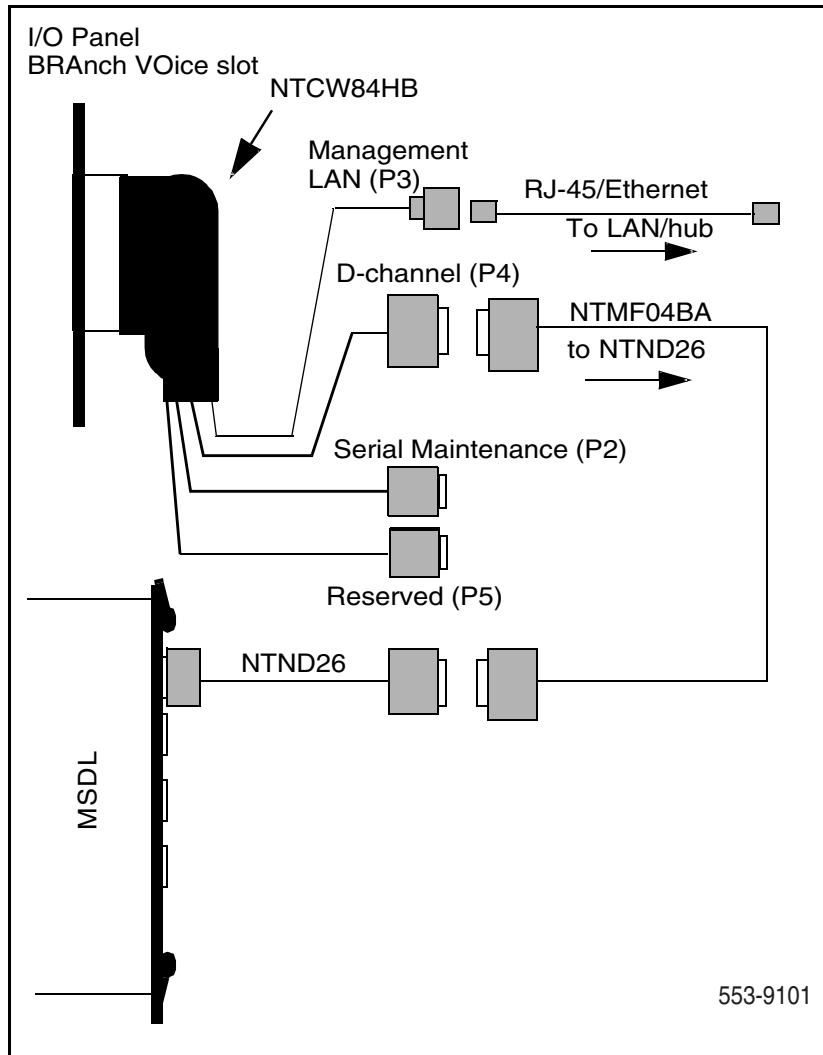 I/O Panel
BRAnch VOice slot
NTCW84HB
Management
LAN (P3)
RJ-45/Ethernet
To LAN/hub
D-channel (P4)
NTMF04BA
to NTND26
Serial Maintenance (P2)
Reserved (P5)
NTND26
MSDL
553-9101